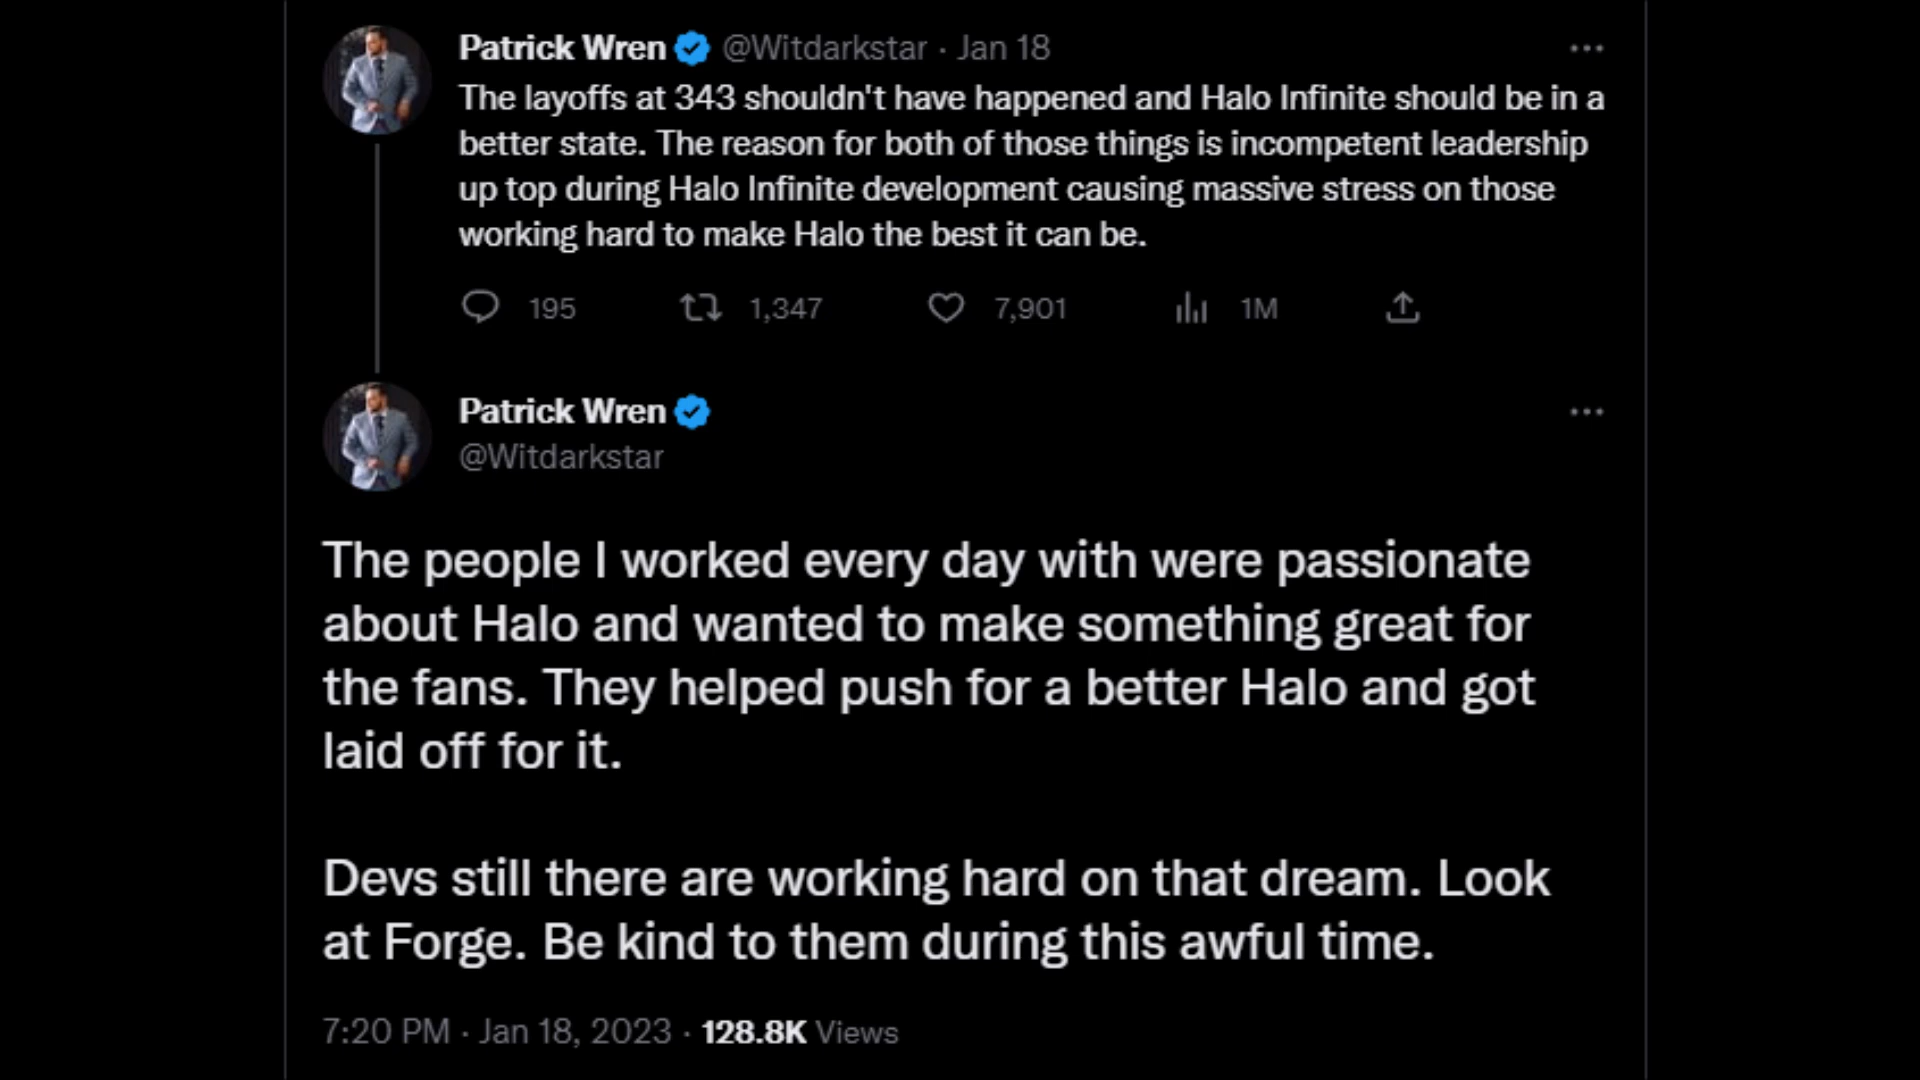 Patrick Wren @Witdarkstar · Jan 18
The layoffs at 343 shouldn't have happened and Halo Infinite should be in a
better state. The reason for both of those things is incompetent leadership
up top during Halo Infinite development causing massive stress on those
working hard to make Halo the best it can be.
195 1,347 7,901 1M
Patrick Wren
@Witdarkstar
The people I worked every day with were passionate
about Halo and wanted to make something great for
the fans. They helped push for a better Halo and got
laid off for it.
Devs still there are working hard on that dream. Look
at Forge. Be kind to them during this awful time.
7:20 PM · Jan 18, 2023 · 128.8K Views